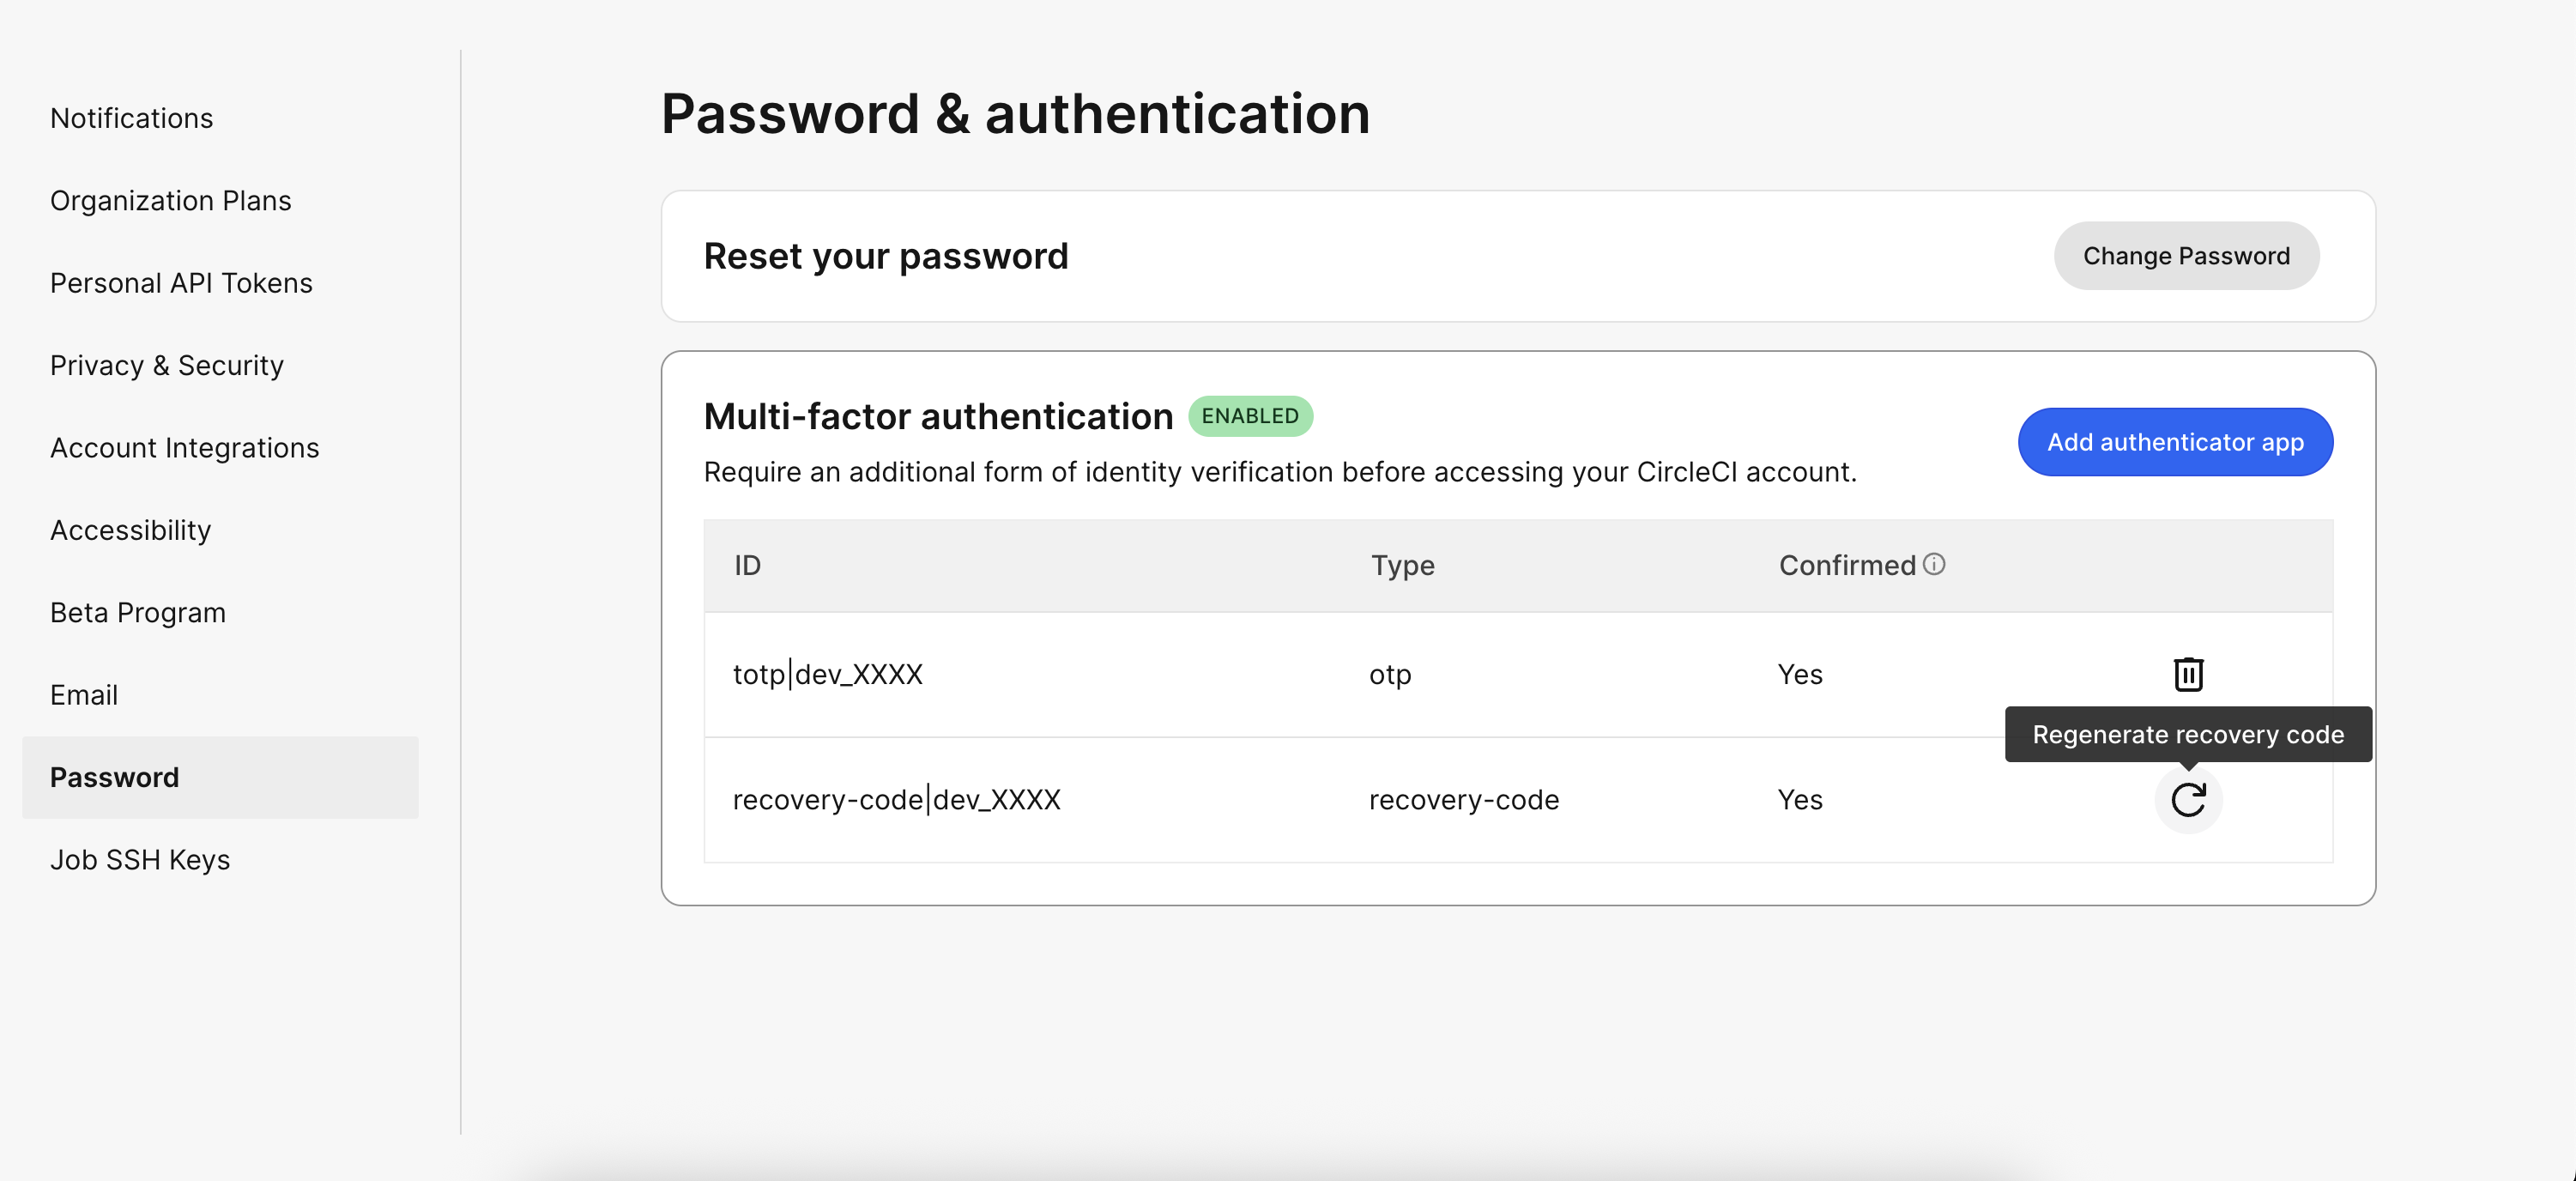 Notifications
Organization Plans
Personal API Tokens
Privacy & Security
Account Integrations
Accessibility
Beta Program
Email
Password
Job SSH Keys
Password & authentication
Reset your password
Change Password
Multi-factor authentication ENABLED
Require an additional form of identity verification before accessing your CircleCI account.
Add authenticator app
ID Type Confirmed
totp|dev_XXXX otp Yes
Regenerate recovery code
recovery-code|dev_XXXX recovery-code Yes